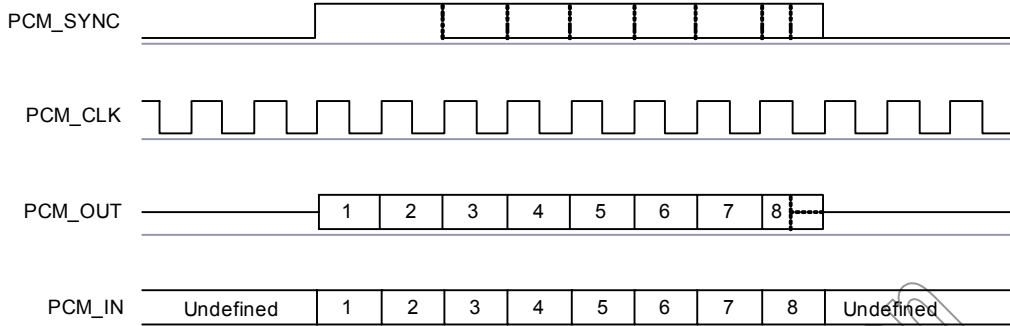 PCM_SYNC
PCM_CLK
PCM_OUT 1 2 3 4 5 6 7 8
PCM_IN Undefined 1 2 3 4 5 6 7 8 Undefined